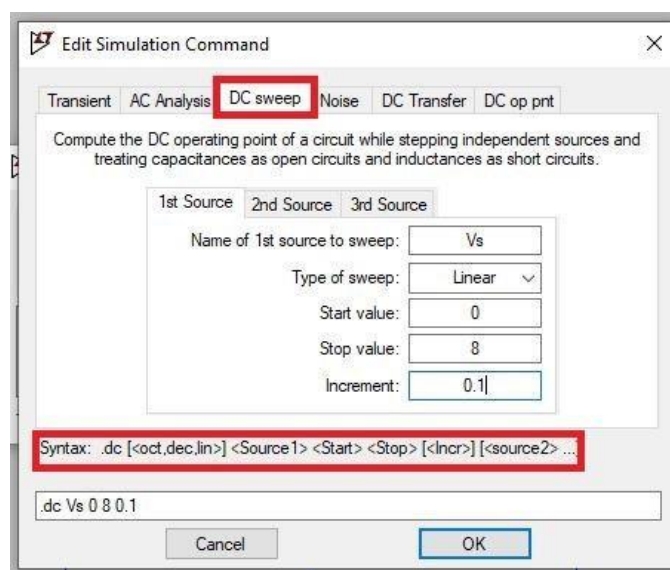 Edit Simulation Command
Transient AC Analysis DC sweep Noise DC Transfer DC op pnt
Compute the DC operating point of a circuit while stepping independent sources and
treating capacitances as open circuits and inductances as short circuits.
1st Source 2nd Source 3rd Source
Name of 1st source to sweep: Vs
Type of sweep: Linear
Start value: 0
Stop value: 8
Increment: 0.1
Syntax: .dc [<oct,dec,lin>] <Source1> <Start> <Stop> [<Incr>] [<source2> ...]
.dc Vs 0 8 0.1
Cancel OK